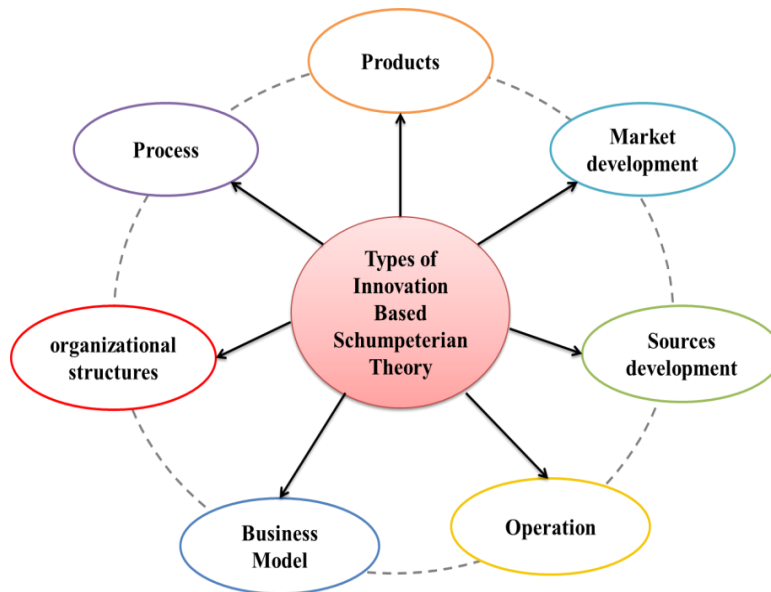 Products
Market
development
Process
Types of
Innovation
Based
Schumpeterian
Theory
organizational
structures
Sources
development
Business
Model
Operation